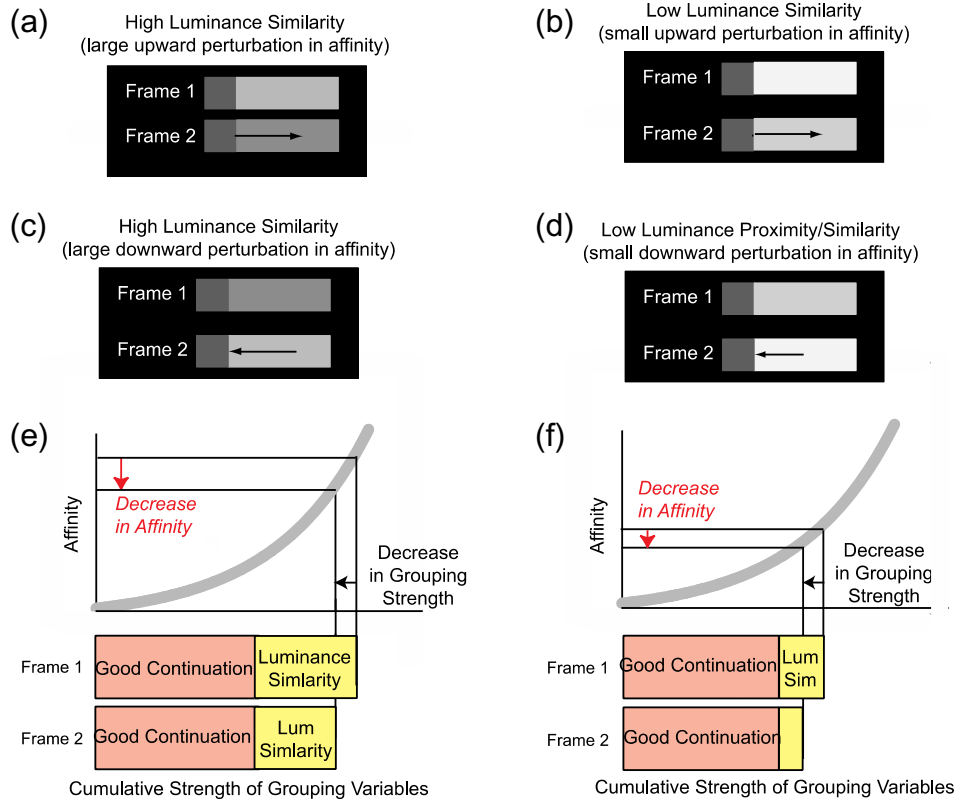 (a)
High Luminance Similarity
(large upward perturbation in affinity)
Frame 1
Frame 2
(b)
Low Luminance Similarity
(small upward perturbation in affinity)
Frame 1
Frame 2
(c)
High Luminance Similarity
(large downward perturbation in affinity)
Frame 1
Frame 2
(d)
Low Luminance Proximity/Similarity
(small downward perturbation in affinity)
Frame 1
Frame 2
(e)
Affinity
Decrease
in Affinity
Decrease
in Grouping
Strength
Frame 1
Good Continuation
Luminance
Simlarity
Frame 2
Good Continuation
Lum
Simlarity
Cumulative Strength of Grouping Variables
(f)
Affinity
Decrease
in Affinity
Decrease
in Grouping
Strength
Frame 1
Good Continuation
Lum
Sim
Frame 2
Good Continuation
Cumulative Strength of Grouping Variables